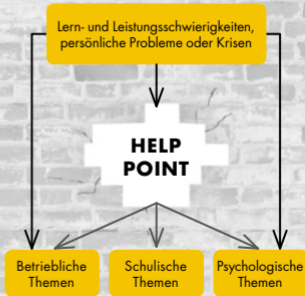 Lern- und Leistungsschwierigkeiten,
persönliche Probleme oder Krisen
HELP
POINT
Betriebliche
Themen
Schulische
Themen
Psychologische
Themen